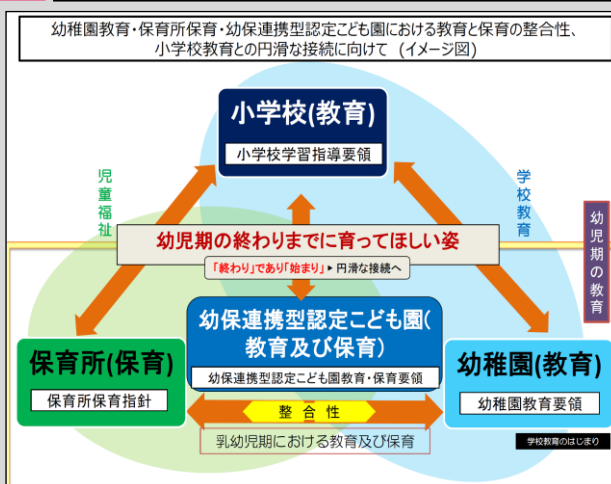 幼稚園教育・保育所保育・幼保連携型認定こども園における教育と保育の整合性、
小学校教育との円滑な接続に向けて (イメージ図)
小学校(教育)
小学校学習指導要領
児童福祉
学校教育
幼児期の教育
幼児期の終わりまでに育ってほしい姿
「終わり」であり「始まり」▶円滑な接続へ
幼保連携型認定こども園(
教育及び保育)
幼保連携型認定こども園教育・保育要領
保育所(保育)
保育所保育指針
幼稚園(教育)
幼稚園教育要領
整合性
乳幼児期における教育及び保育
学校教育のはじまり